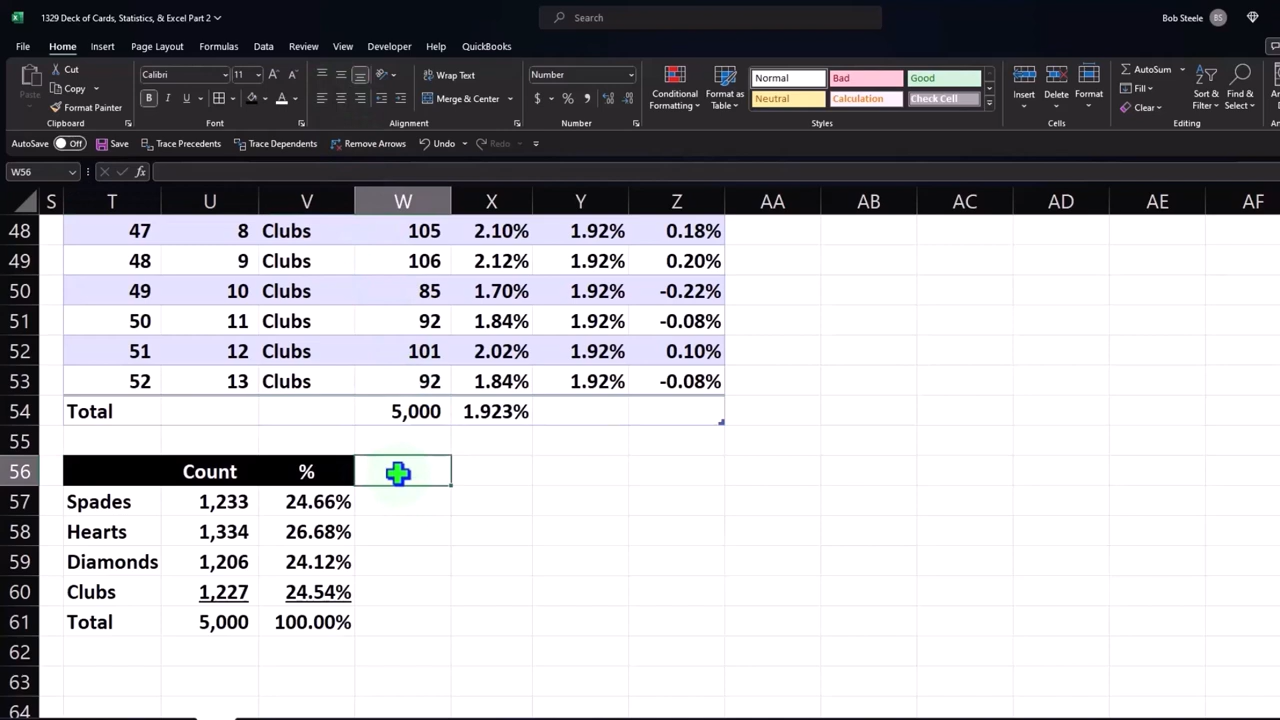 1329 Deck of Cards, Statistics, & Excel Part 2 Search Bob Steele BS
File Home Insert Page Layout Formulas Data Review View Developer Help QuickBooks
Paste Cut Copy Format Painter Clipboard
Calibri 11 A A B I U A Font
Wrap Text Merge & Center Alignment
Number $ % , Number
Conditional Formatting Format as Table Normal Bad Good Neutral Calculation Check Cell Styles
Insert Delete Format Cells
AutoSum Fill Clear Sort & Filter Find & Select Editing
AutoSave Off Save Trace Precedents Trace Dependents Remove Arrows Undo Redo
W56 fx
S T U V W X Y Z AA AB AC AD AE AF
48 47 8 Clubs 105 2.10% 1.92% 0.18%
49 48 9 Clubs 106 2.12% 1.92% 0.20%
50 49 10 Clubs 85 1.70% 1.92% -0.22%
51 50 11 Clubs 92 1.84% 1.92% -0.08%
52 51 12 Clubs 101 2.02% 1.92% 0.10%
53 52 13 Clubs 92 1.84% 1.92% -0.08%
54 Total 5,000 1.923%
55
56 Count %
57 Spades 1,233 24.66%
58 Hearts 1,334 26.68%
59 Diamonds 1,206 24.12%
60 Clubs 1,227 24.54%
61 Total 5,000 100.00%
62
63
64